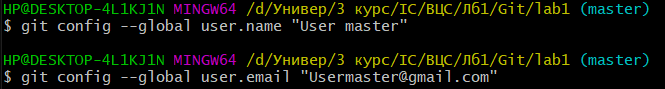 HP@DESKTOP-4L1KJ1N MINGW64 /d/Универ/3 курс/IC/ВЦС/Лб1/Git/lab1 (master)
$ git config --global user.name "User master"
HP@DESKTOP-4L1KJ1N MINGW64 /d/Универ/3 курс/IC/ВЦС/Лб1/Git/lab1 (master)
$ git config --global user.email "Usermaster@gmail.com"